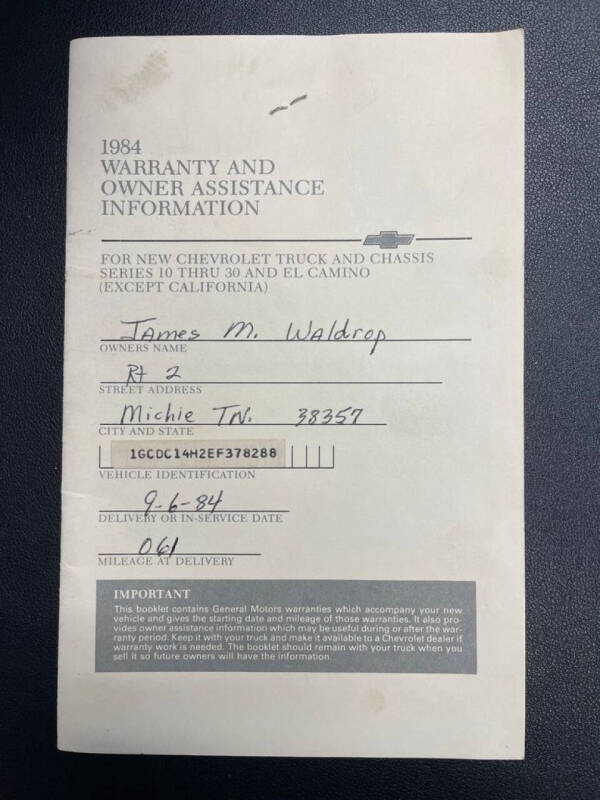 1984
WARRANTY AND
OWNER ASSISTANCE
INFORMATION
FOR NEW CHEVROLET TRUCK AND CHASSIS
SERIES 10 THRU 30 AND EL CAMINO
(EXCEPT CALIFORNIA)
James M. Waldrop
OWNERS NAME
Rt 2
STREET ADDRESS
Michie TN. 38357
CITY AND STATE
1GCDC14H2EF378288
VEHICLE IDENTIFICATION
9-6-84
DELIVERY OR IN-SERVICE DATE
061
MILEAGE AT DELIVERY
IMPORTANT
This booklet contains General Motors warranties which accompany your new
vehicle and gives the starting date and mileage of those warranties. It also pro-
vides owner assistance information which may be useful during or after the war-
ranty period. Keep it with your truck and make it available to a Chevrolet dealer if
warranty work is needed. The booklet should remain with your truck when you
sell it so future owners will have the information.